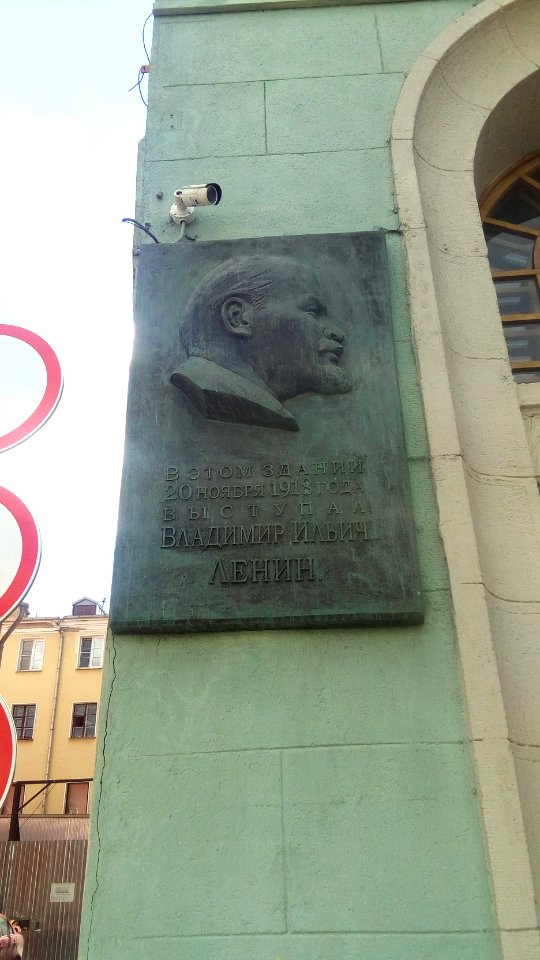 В ЭТОМ ЗДАНИИ
20 НОЯБРЯ 1918 ГОДА
ВЫСТУПАЛ
ВЛАДИМИР ИЛЬИЧ
ЛЕНИН.